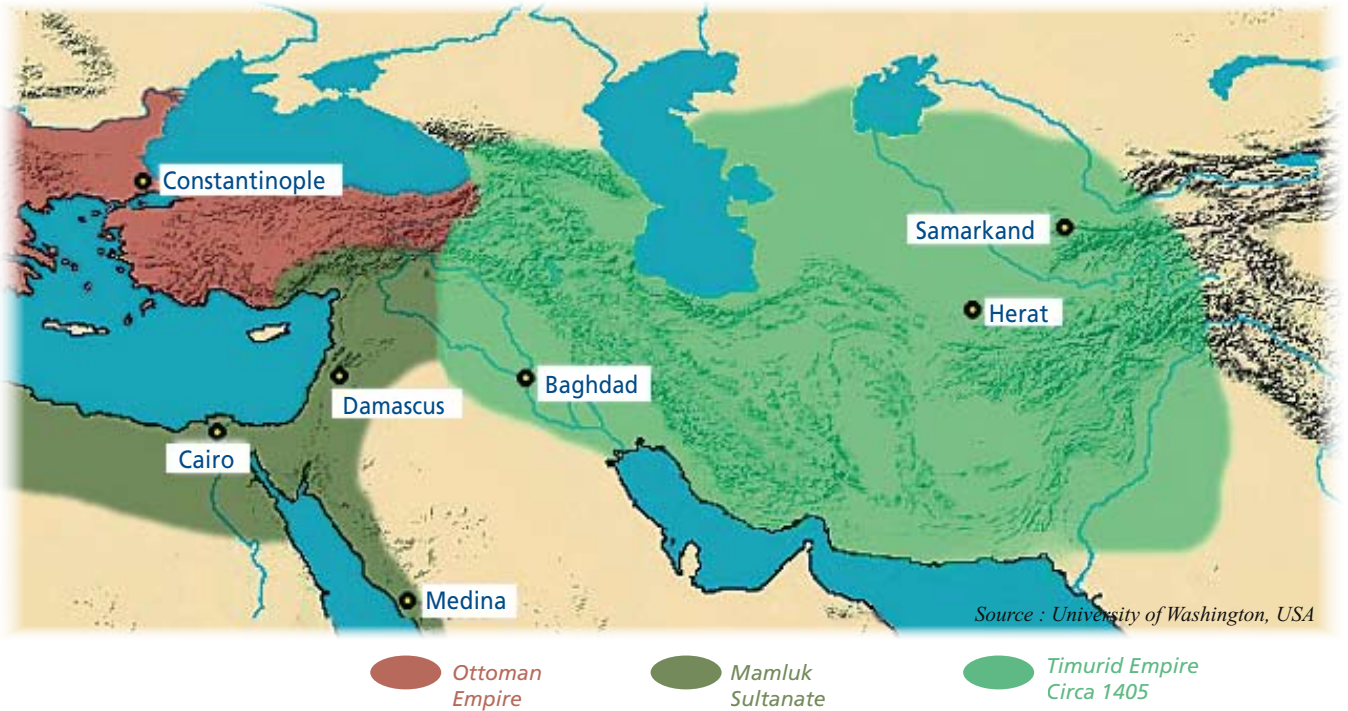 Constantinople
Samarkand
Herat
Baghdad
Damascus
Cairo
Medina
Source : University of Washington, USA
Ottoman
Empire
Mamluk
Sultanate
Timurid Empire
Circa 1405